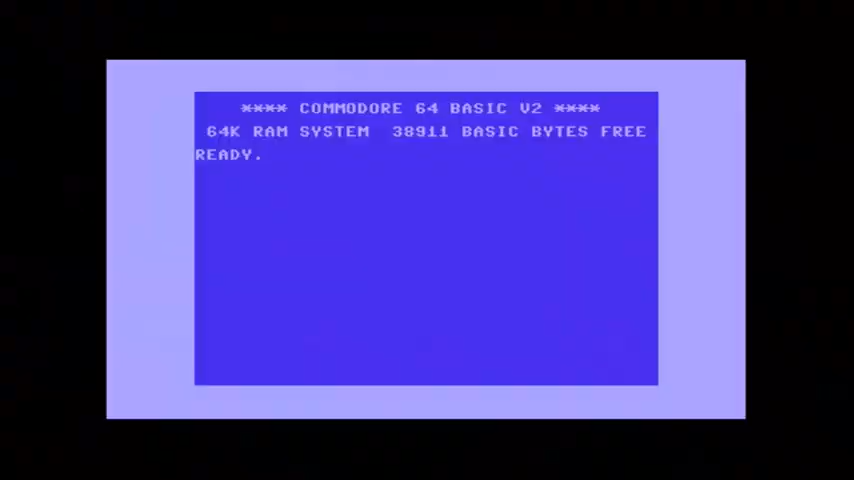 **** COMMODORE 64 BASIC V2 ****
64K RAM SYSTEM  38911 BASIC BYTES FREE
READY.